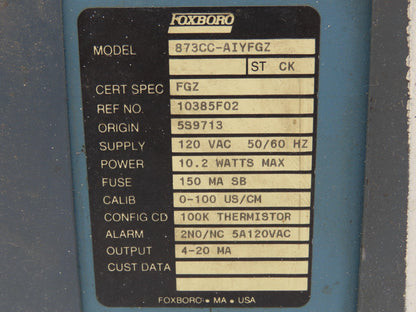 FOXBORO
MODEL 873CC-AIYFGZ
ST CK
CERT SPEC FGZ
REF NO. 10385F02
ORIGIN 5S9713
SUPPLY 120 VAC 50/60 HZ
POWER 10.2 WATTS MAX
FUSE 150 MA SB
CALIB 0-100 US/CM
CONFIG CD 100K THERMISTOR
ALARM 2NO/NC 5A120VAC
OUTPUT 4-20 MA
CUST DATA
FOXBORO • MA • USA